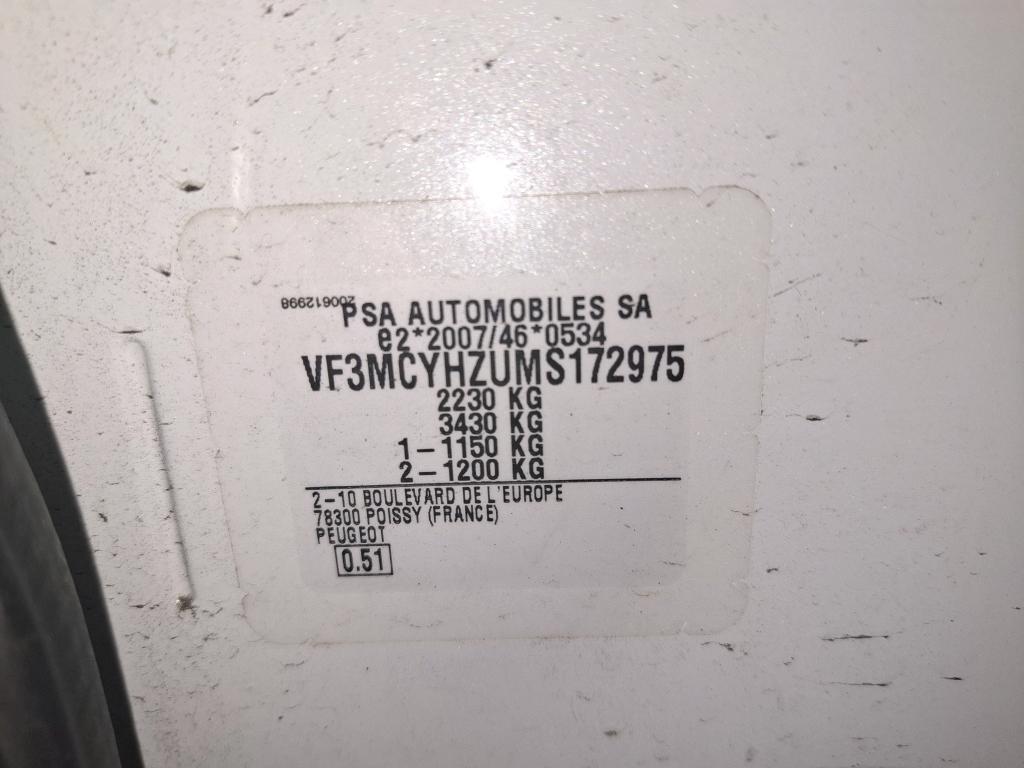 200612998
PSA AUTOMOBILES SA
e2*2007/46*0534
VF3MCYHZUMS172975
2230 KG
3430 KG
1-1150 KG
2-1200 KG
2-10 BOULEVARD DE L'EUROPE
78300 POISSY (FRANCE)
PEUGEOT
0.51